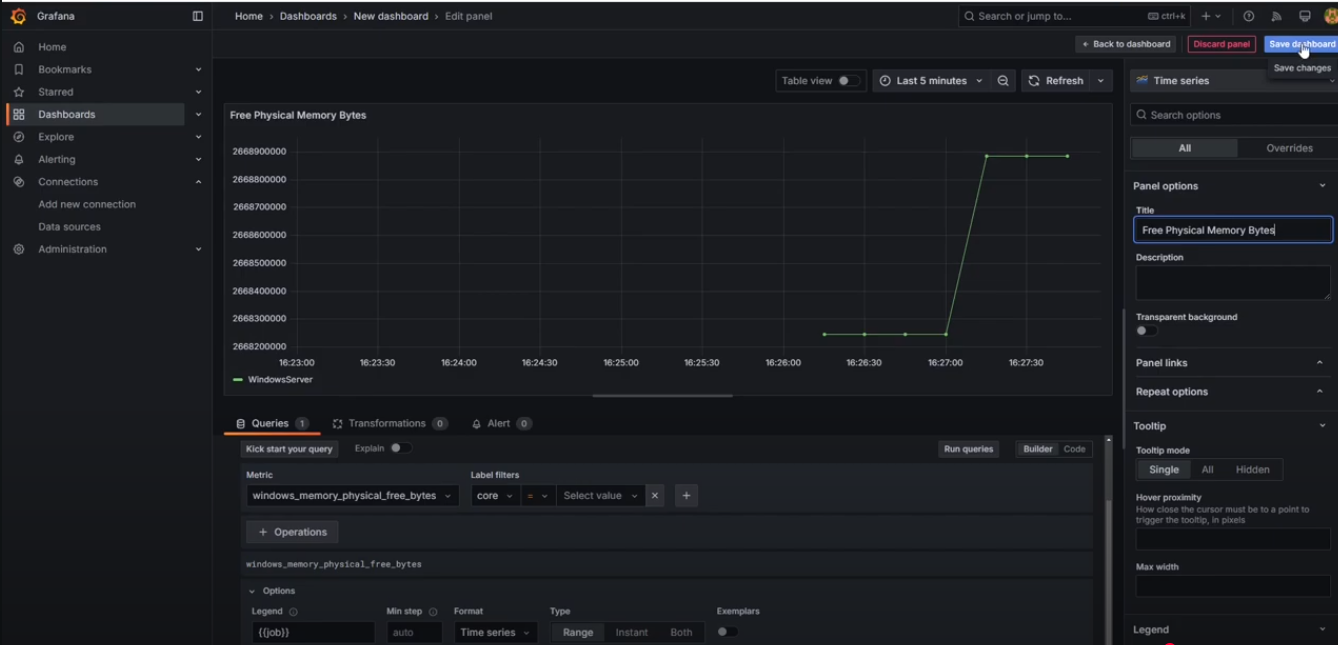 Grafana
Home › Dashboards › New dashboard › Edit panel
Search or jump to...
ctrl+k
Back to dashboard
Discard panel
Save dashboard
Save changes
Home
Bookmarks
Starred
Dashboards
Explore
Alerting
Connections
Add new connection
Data sources
Administration
Table view
Last 5 minutes
Refresh
Free Physical Memory Bytes
2668900000
2668800000
2668700000
2668600000
2668500000
2668400000
2668300000
2668200000
16:23:00 16:23:30 16:24:00 16:24:30 16:25:00 16:25:30 16:26:00 16:26:30 16:27:00 16:27:30
WindowsServer
Queries 1 Transformations 0 Alert 0
Kick start your query Explain Run queries Builder Code
Metric Label filters
windows_memory_physical_free_bytes core = Select value × +
+ Operations
windows_memory_physical_free_bytes
Options
Legend Min step Format Type Exemplars
{{job}} auto Time series Range Instant Both
Time series
Search options
All Overrides
Panel options
Title
Free Physical Memory Bytes
Description
Transparent background
Panel links
Repeat options
Tooltip
Tooltip mode
Single All Hidden
Hover proximity
How close the cursor must be to a point to
trigger the tooltip, in pixels
Max width
Legend